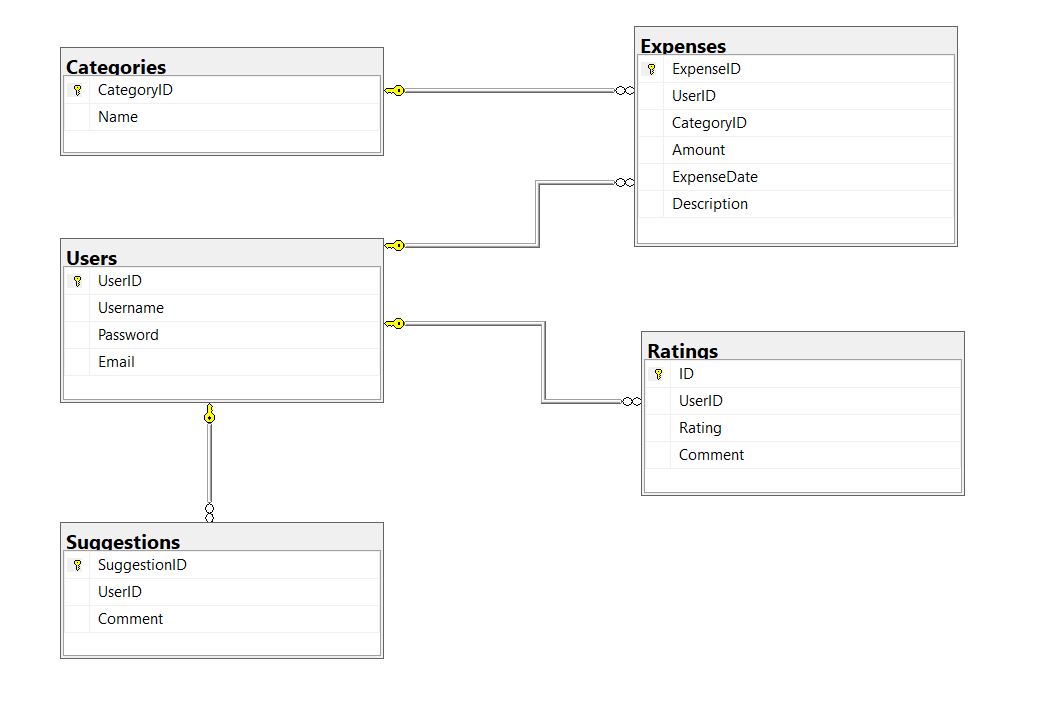 Categories
CategoryID
Name
Expenses
ExpenseID
UserID
CategoryID
Amount
ExpenseDate
Description
Users
UserID
Username
Password
Email
Ratings
ID
UserID
Rating
Comment
Suggestions
SuggestionID
UserID
Comment